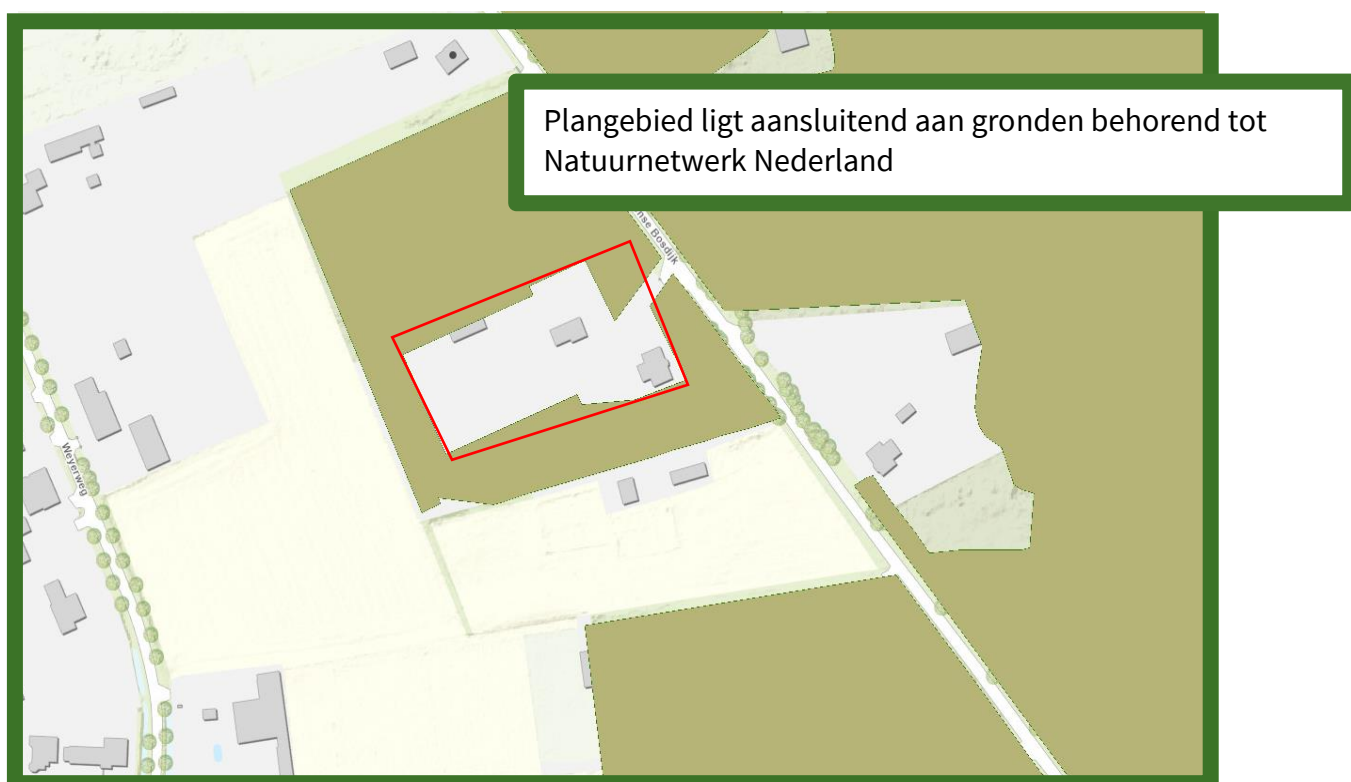 Plangebied ligt aansluitend aan gronden behorend tot
Natuurnetwerk Nederland
Bosdijk
Weyerweg